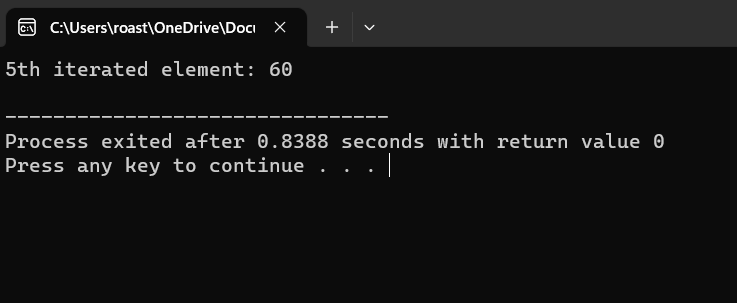 C:\Users\roast\OneDrive\Docu
5th iterated element: 60
--------------------------------
Process exited after 0.8388 seconds with return value 0
Press any key to continue . . .